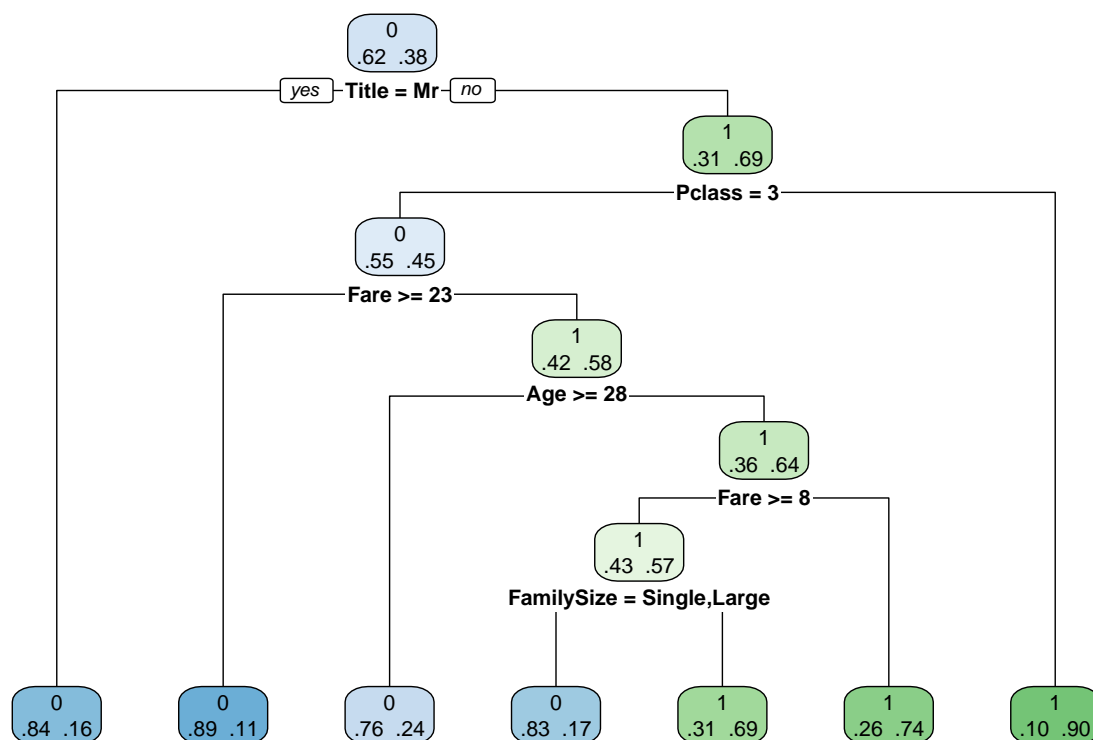 0
.62 .38
yes Title = Mr no
1
.31 .69
Pclass = 3
0
.55 .45
Fare >= 23
1
.42 .58
Age >= 28
1
.36 .64
Fare >= 8
1
.43 .57
FamilySize = Single,Large
0 0 0 0 1 1 1
.84 .16 .89 .11 .76 .24 .83 .17 .31 .69 .26 .74 .10 .90